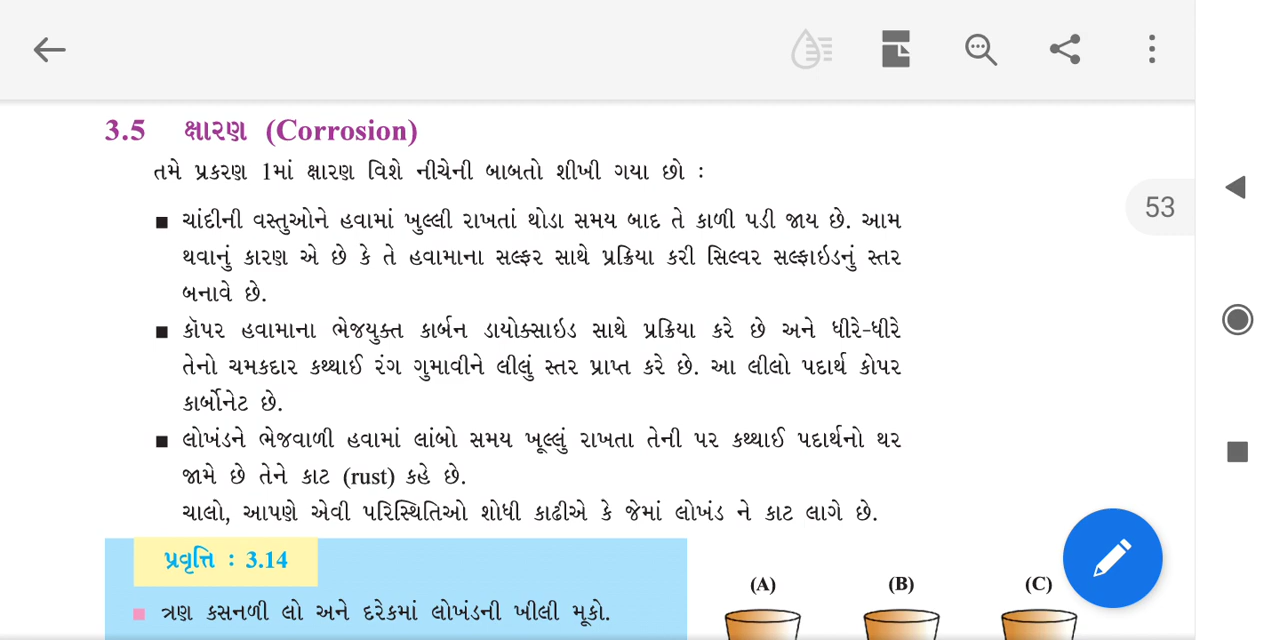 3.5 ક્ષારણ (Corrosion)
તમે પ્રકરણ 1માં ક્ષારણ વિશે નીચેની બાબતો શીખી ગયા છો :
■ ચાંદીની વસ્તુઓને હવામાં ખુલ્લી રાખતાં થોડા સમય બાદ તે કાળી પડી જાય છે. આમ
થવાનું કારણ એ છે કે તે હવામાના સલ્ફર સાથે પ્રક્રિયા કરી સિલ્વર સલ્ફાઇડનું સ્તર
બનાવે છે.
■ કૉપર હવામાના ભેજયુક્ત કાર્બન ડાયોક્સાઇડ સાથે પ્રક્રિયા કરે છે અને ધીરે-ધીરે
તેનો ચમકદાર કથ્થાઈ રંગ ગુમાવીને લીલું સ્તર પ્રાપ્ત કરે છે. આ લીલો પદાર્થ કોપર
કાર્બોનેટ છે.
■ લોખંડને ભેજવાળી હવામાં લાંબો સમય ખૂલ્લું રાખતા તેની પર કથ્થાઈ પદાર્થનો થર
જામે છે તેને કાટ (rust) કહે છે.
ચાલો, આપણે એવી પરિસ્થિતિઓ શોધી કાઢીએ કે જેમાં લોખંડ ને કાટ લાગે છે.
53
પ્રવૃત્તિ : 3.14
■ ત્રણ કસનળી લો અને દરેકમાં લોખંડની ખીલી મૂકો.
(A) (B) (C)